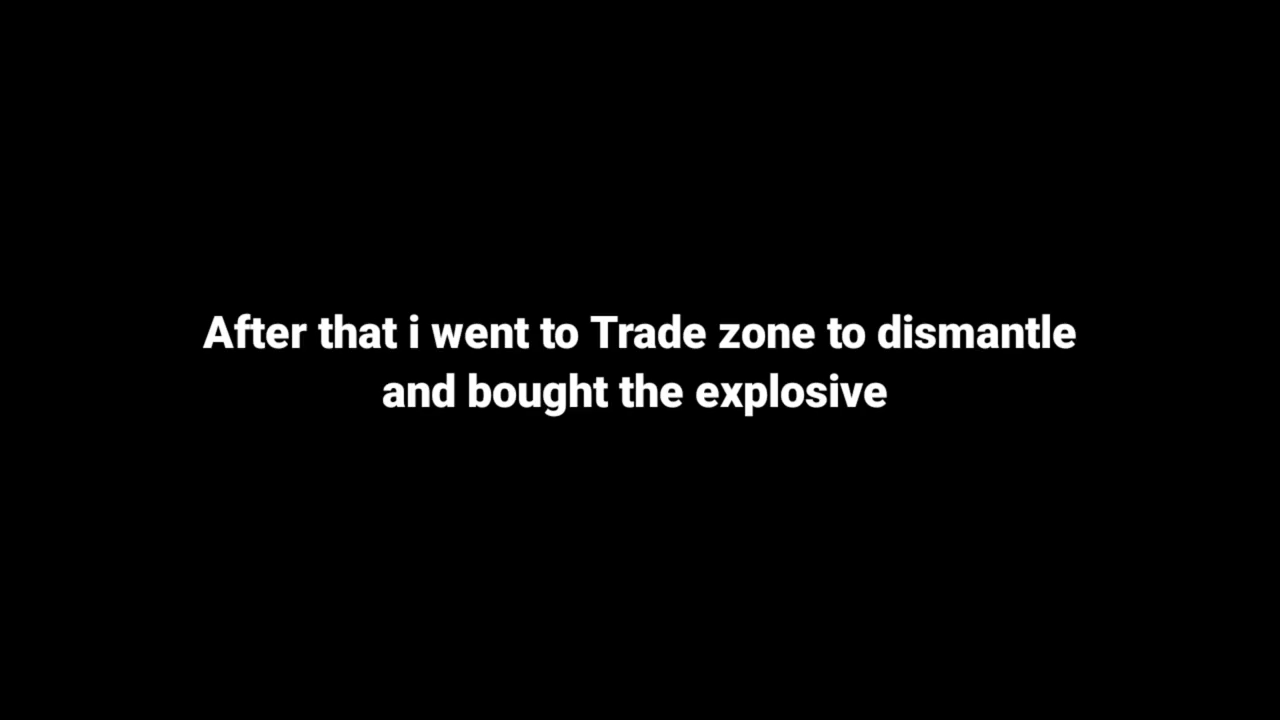 After that i went to Trade zone to dismantle
and bought the explosive